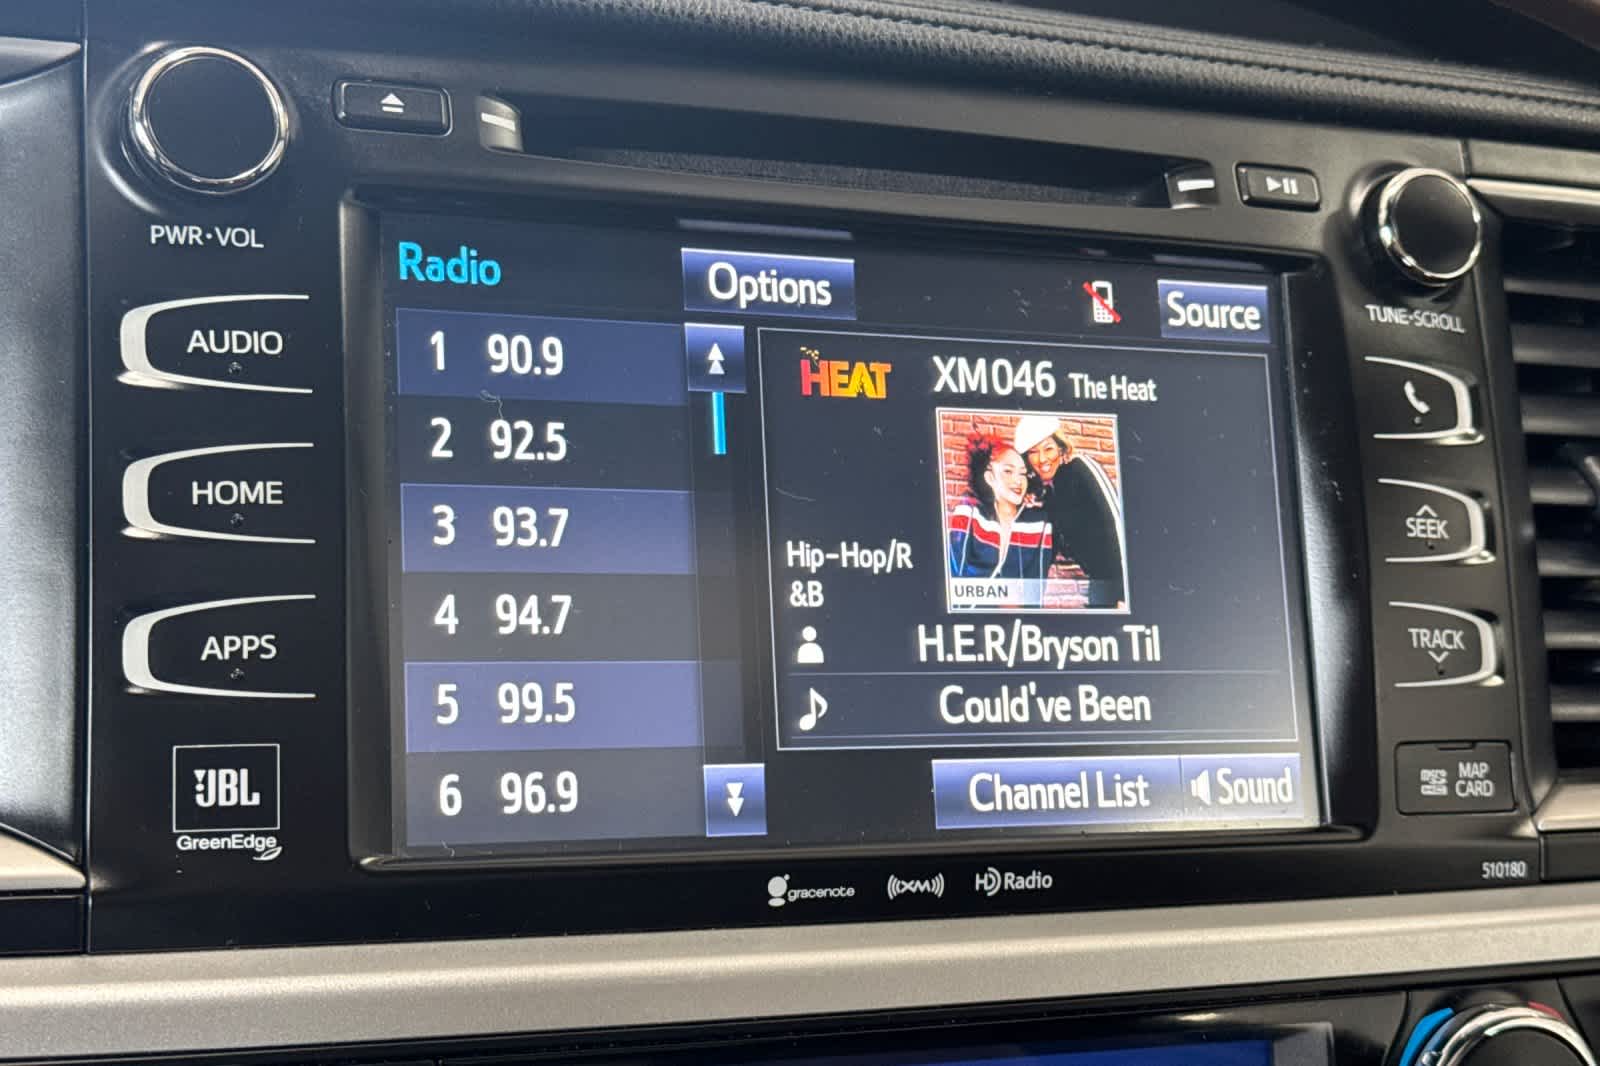 PWR•VOL
AUDIO
HOME
APPS
JBL
GreenEdge
Radio
Options
Source
1 90.9
2 92.5
3 93.7
4 94.7
5 99.5
6 96.9
HEAT
XM046 The Heat
URBAN
Hip-Hop/R
&B
H.E.R/Bryson Til
Could've Been
Channel List
Sound
gracenote
((XM))
HD Radio
TUNE•SCROLL
SEEK
TRACK
micro
MAP
CARD
510180